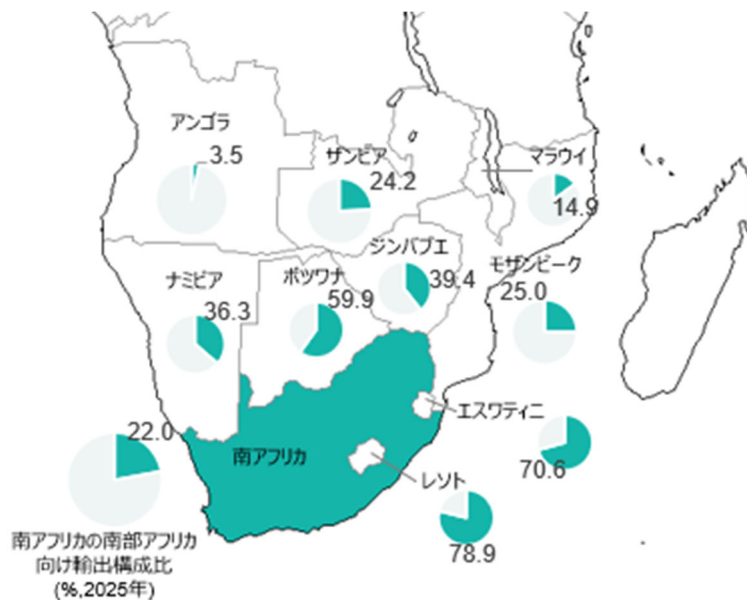 アンゴラ
3.5
ザンビア
24.2
マラウイ
14.9
ジンバブエ
39.4
モザンビーク
25.0
ナミビア
36.3
ボツワナ
59.9
エスワティニ
70.6
南アフリカ
レソト
78.9
22.0
南アフリカの南部アフリカ
向け輸出構成比
(%,2025年)